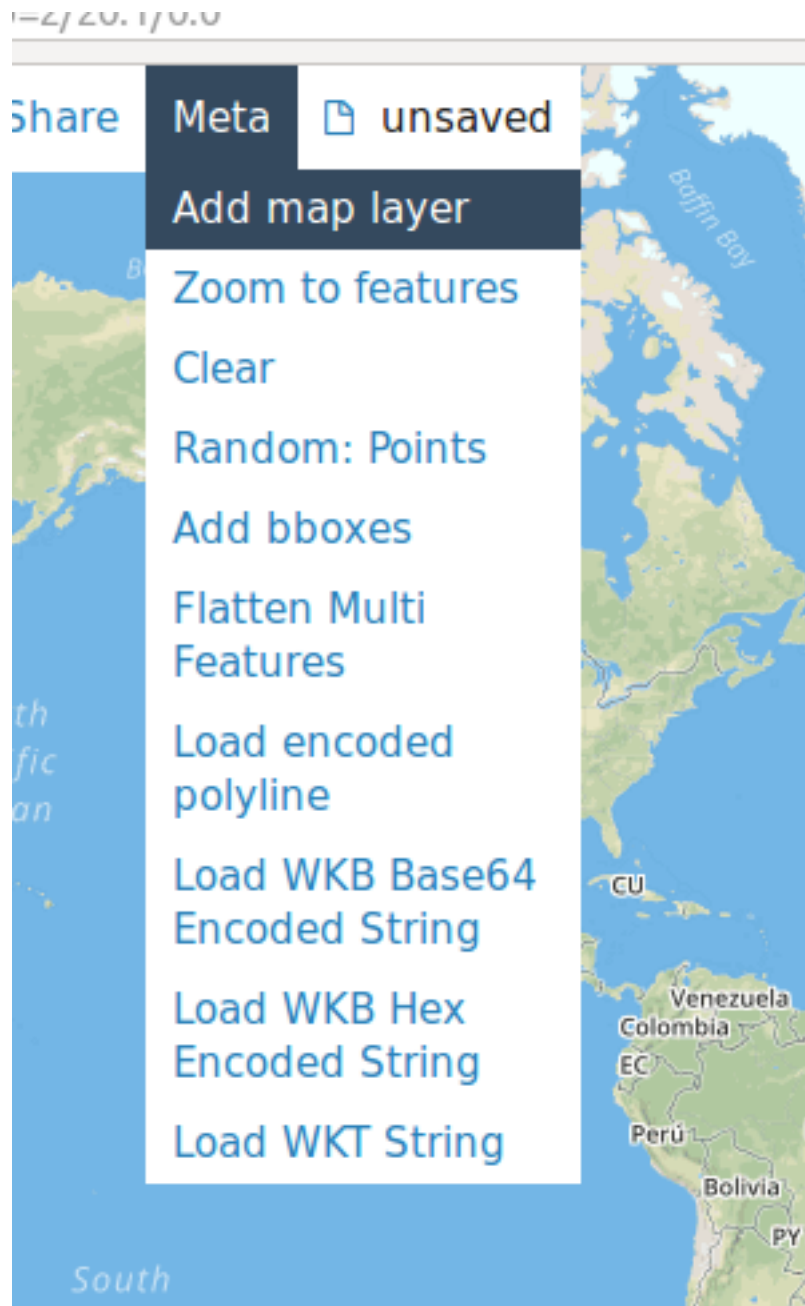 Share Meta unsaved
Add map layer
Baffin Bay
Zoom to features
Clear
Random: Points
Add bboxes
Flatten Multi
Features
Load encoded
polyline
Load WKB Base64
CU
Encoded String
Venezuela
Load WKB Hex
Colombia
Encoded String
EC
Load WKT String
Perú
Bolivia
PY
South